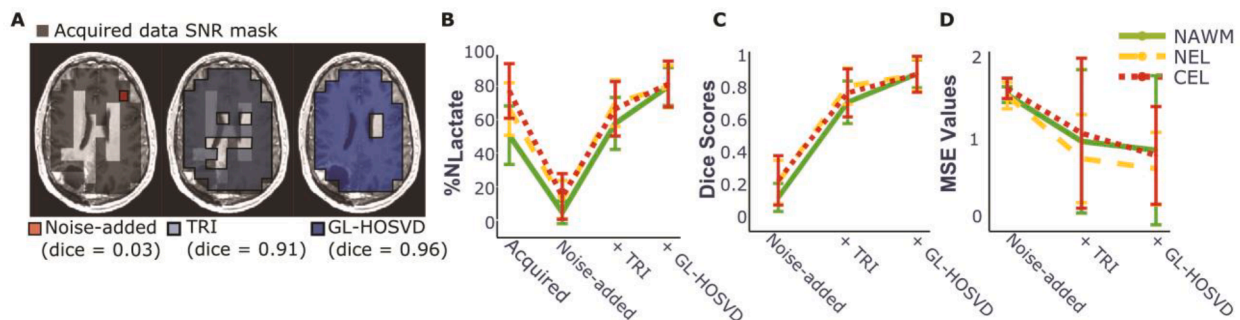 A
Acquired data SNR mask
Noise-added
(dice = 0.03)
TRI
(dice = 0.91)
GL-HOSVD
(dice = 0.96)
B
%NLactate
100
80
60
40
20
0
Acquired
Noise-added
+ TRI
+ GL-HOSVD
C
Dice Scores
1
0.8
0.6
0.4
0.2
0
Noise-added
+ TRI
+ GL-HOSVD
D
MSE Values
2
1
0
Noise-added
+ TRI
+ GL-HOSVD
NAWM
NEL
CEL